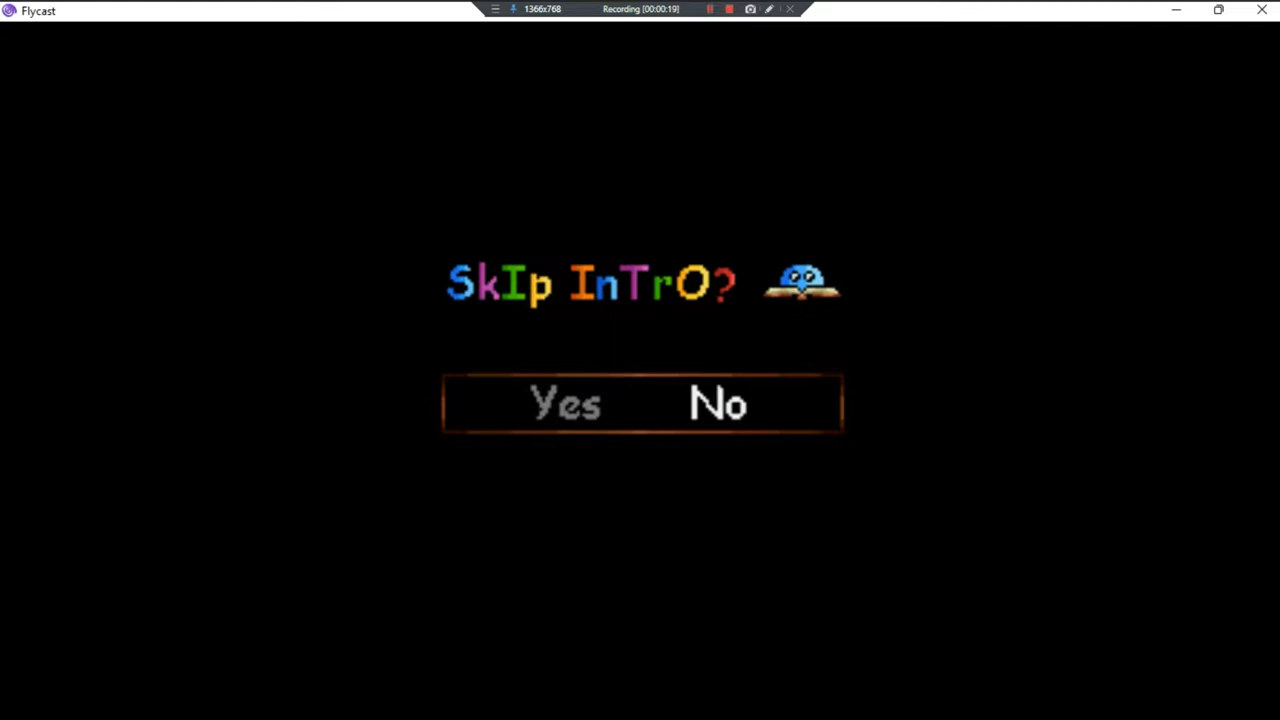 Flycast
1366x768 Recording [00:00:19]
SkIp InTrO?
Yes No